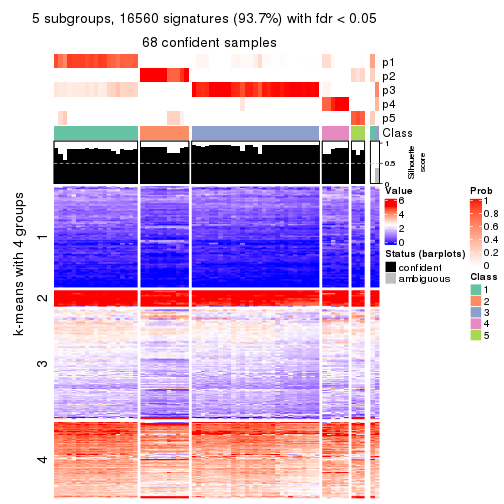 5 subgroups, 16560 signatures (93.7%) with fdr < 0.05
68 confident samples
p1
p2
p3
p4
p5
Class
1
0.5
0
Silhouette
score
k-means with 4 groups
1
2
3
4
Value
6
4
2
0
Status (barplots)
confident
ambiguous
Prob
1
0.8
0.6
0.4
0.2
0
Class
1
2
3
4
5